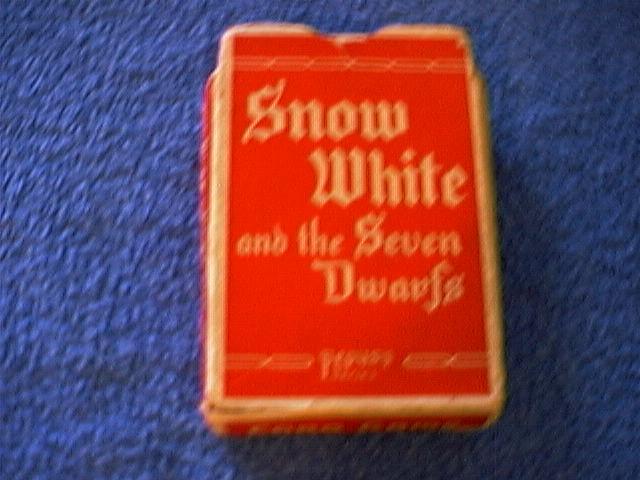 Snow
White
and the Seven
Dwarfs